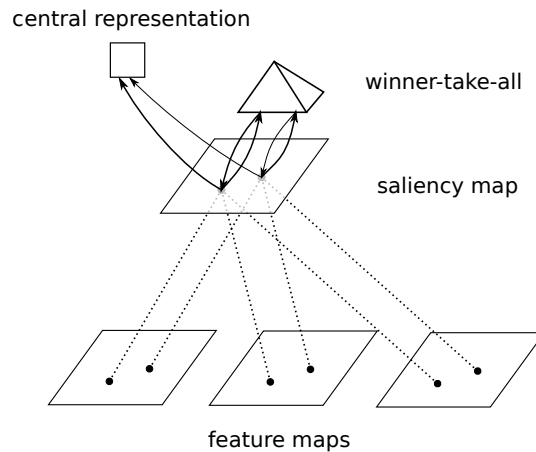 central representation
winner-take-all
saliency map
feature maps